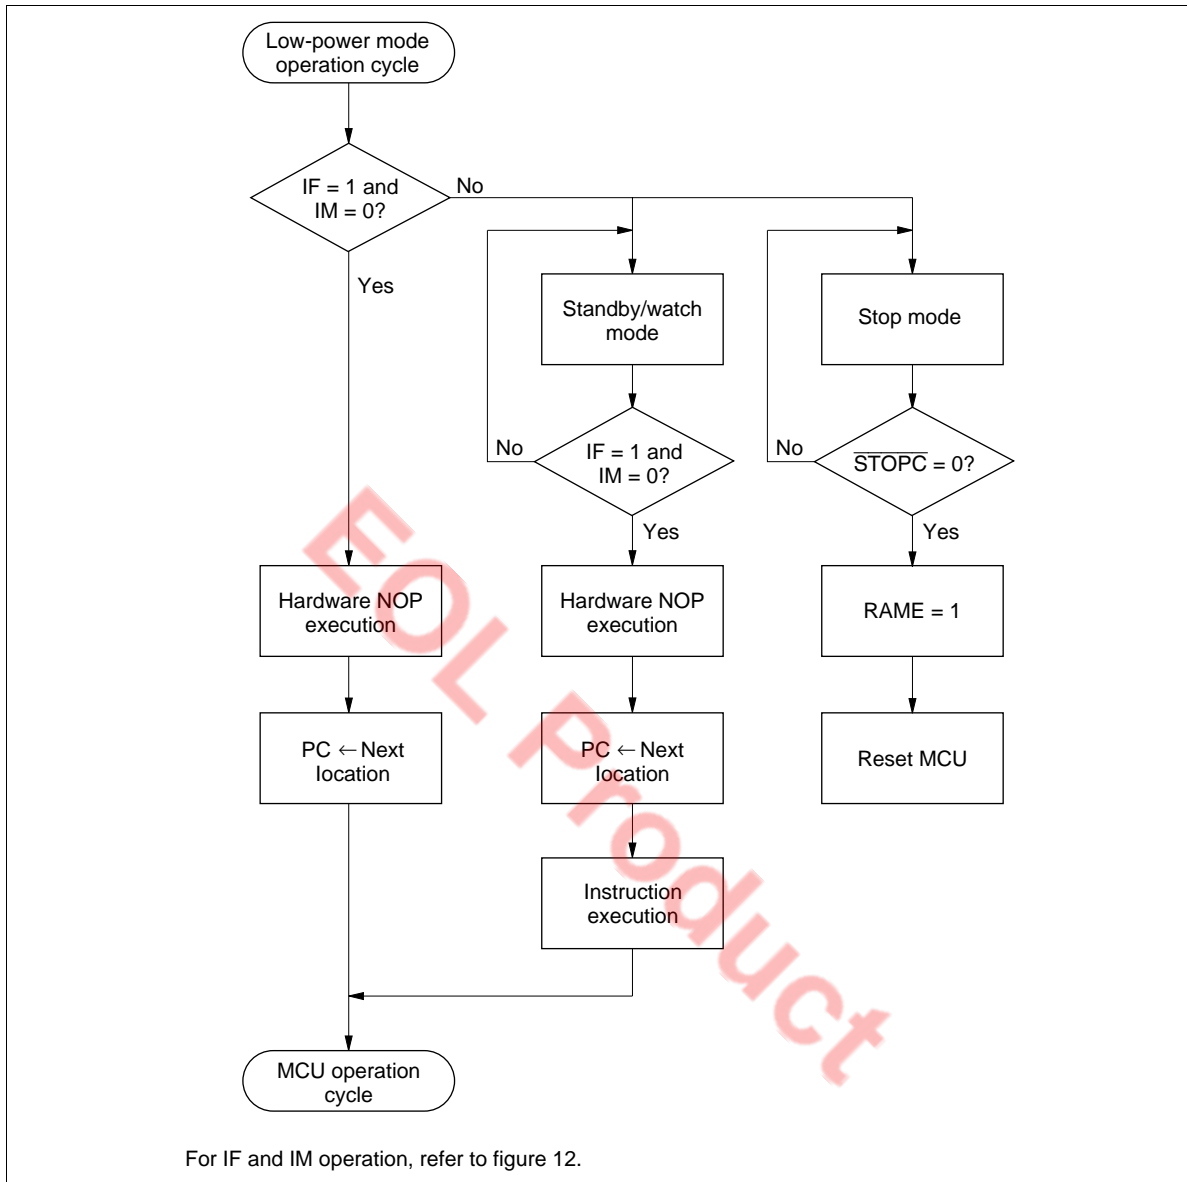 Low-power mode
operation cycle
IF = 1 and
IM = 0?
No
Yes
Standby/watch
mode
Stop mode
No
IF = 1 and
IM = 0?
No
S̅T̅O̅P̅C̅ = 0?
Yes
Yes
Hardware NOP
execution
Hardware NOP
execution
RAME = 1
PC ← Next
location
PC ← Next
location
Reset MCU
Instruction
execution
MCU operation
cycle
For IF and IM operation, refer to figure 12.
EOL Product